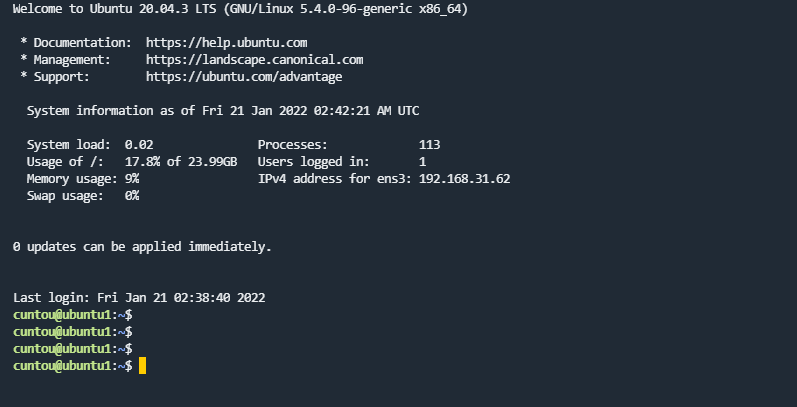 Welcome to Ubuntu 20.04.3 LTS (GNU/Linux 5.4.0-96-generic x86_64)
* Documentation:  https://help.ubuntu.com
* Management:     https://landscape.canonical.com
* Support:        https://ubuntu.com/advantage
System information as of Fri 21 Jan 2022 02:42:21 AM UTC
System load:  0.02               Processes:             113
Usage of /:   17.8% of 23.99GB   Users logged in:       1
Memory usage: 9%                 IPv4 address for ens3: 192.168.31.62
Swap usage:   0%
0 updates can be applied immediately.
Last login: Fri Jan 21 02:38:40 2022
cuntou@ubuntu1:~$
cuntou@ubuntu1:~$
cuntou@ubuntu1:~$
cuntou@ubuntu1:~$